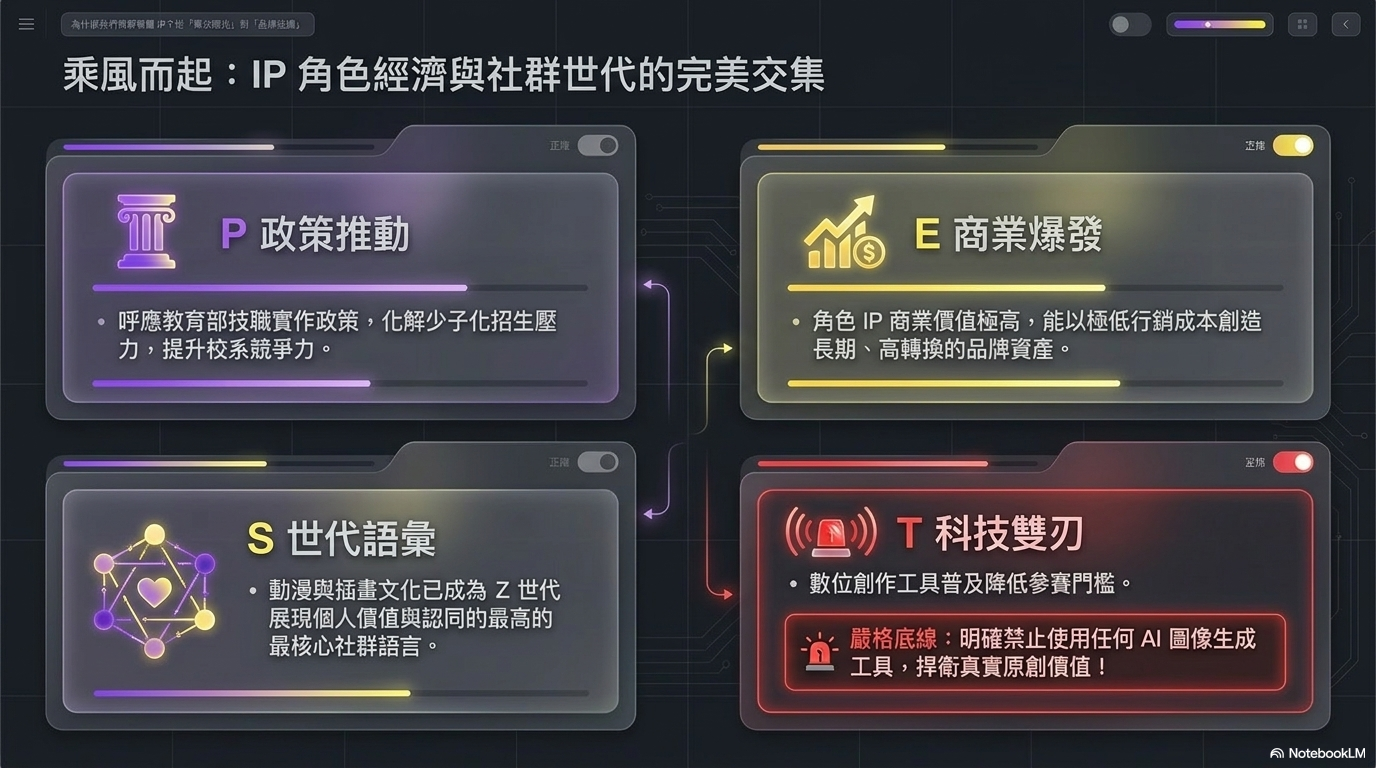 乘風而起：IP 角色經濟與社群世代的完美交集
P 政策推動
• 呼應教育部技職實作政策，化解少子化招生壓
力，提升校系競爭力。
E 商業爆發
• 角色 IP 商業價值極高，能以極低行銷成本創造
長期、高轉換的品牌資產。
S 世代語彙
• 動漫與插畫文化已成為 Z 世代
展現個人價值與認同的最高的
最核心社群語言。
T 科技雙刃
• 數位創作工具普及降低參賽門檻。
嚴格底線：明確禁止使用任何 AI 圖像生成
工具，捍衛真實原創價值！
NotebookLM